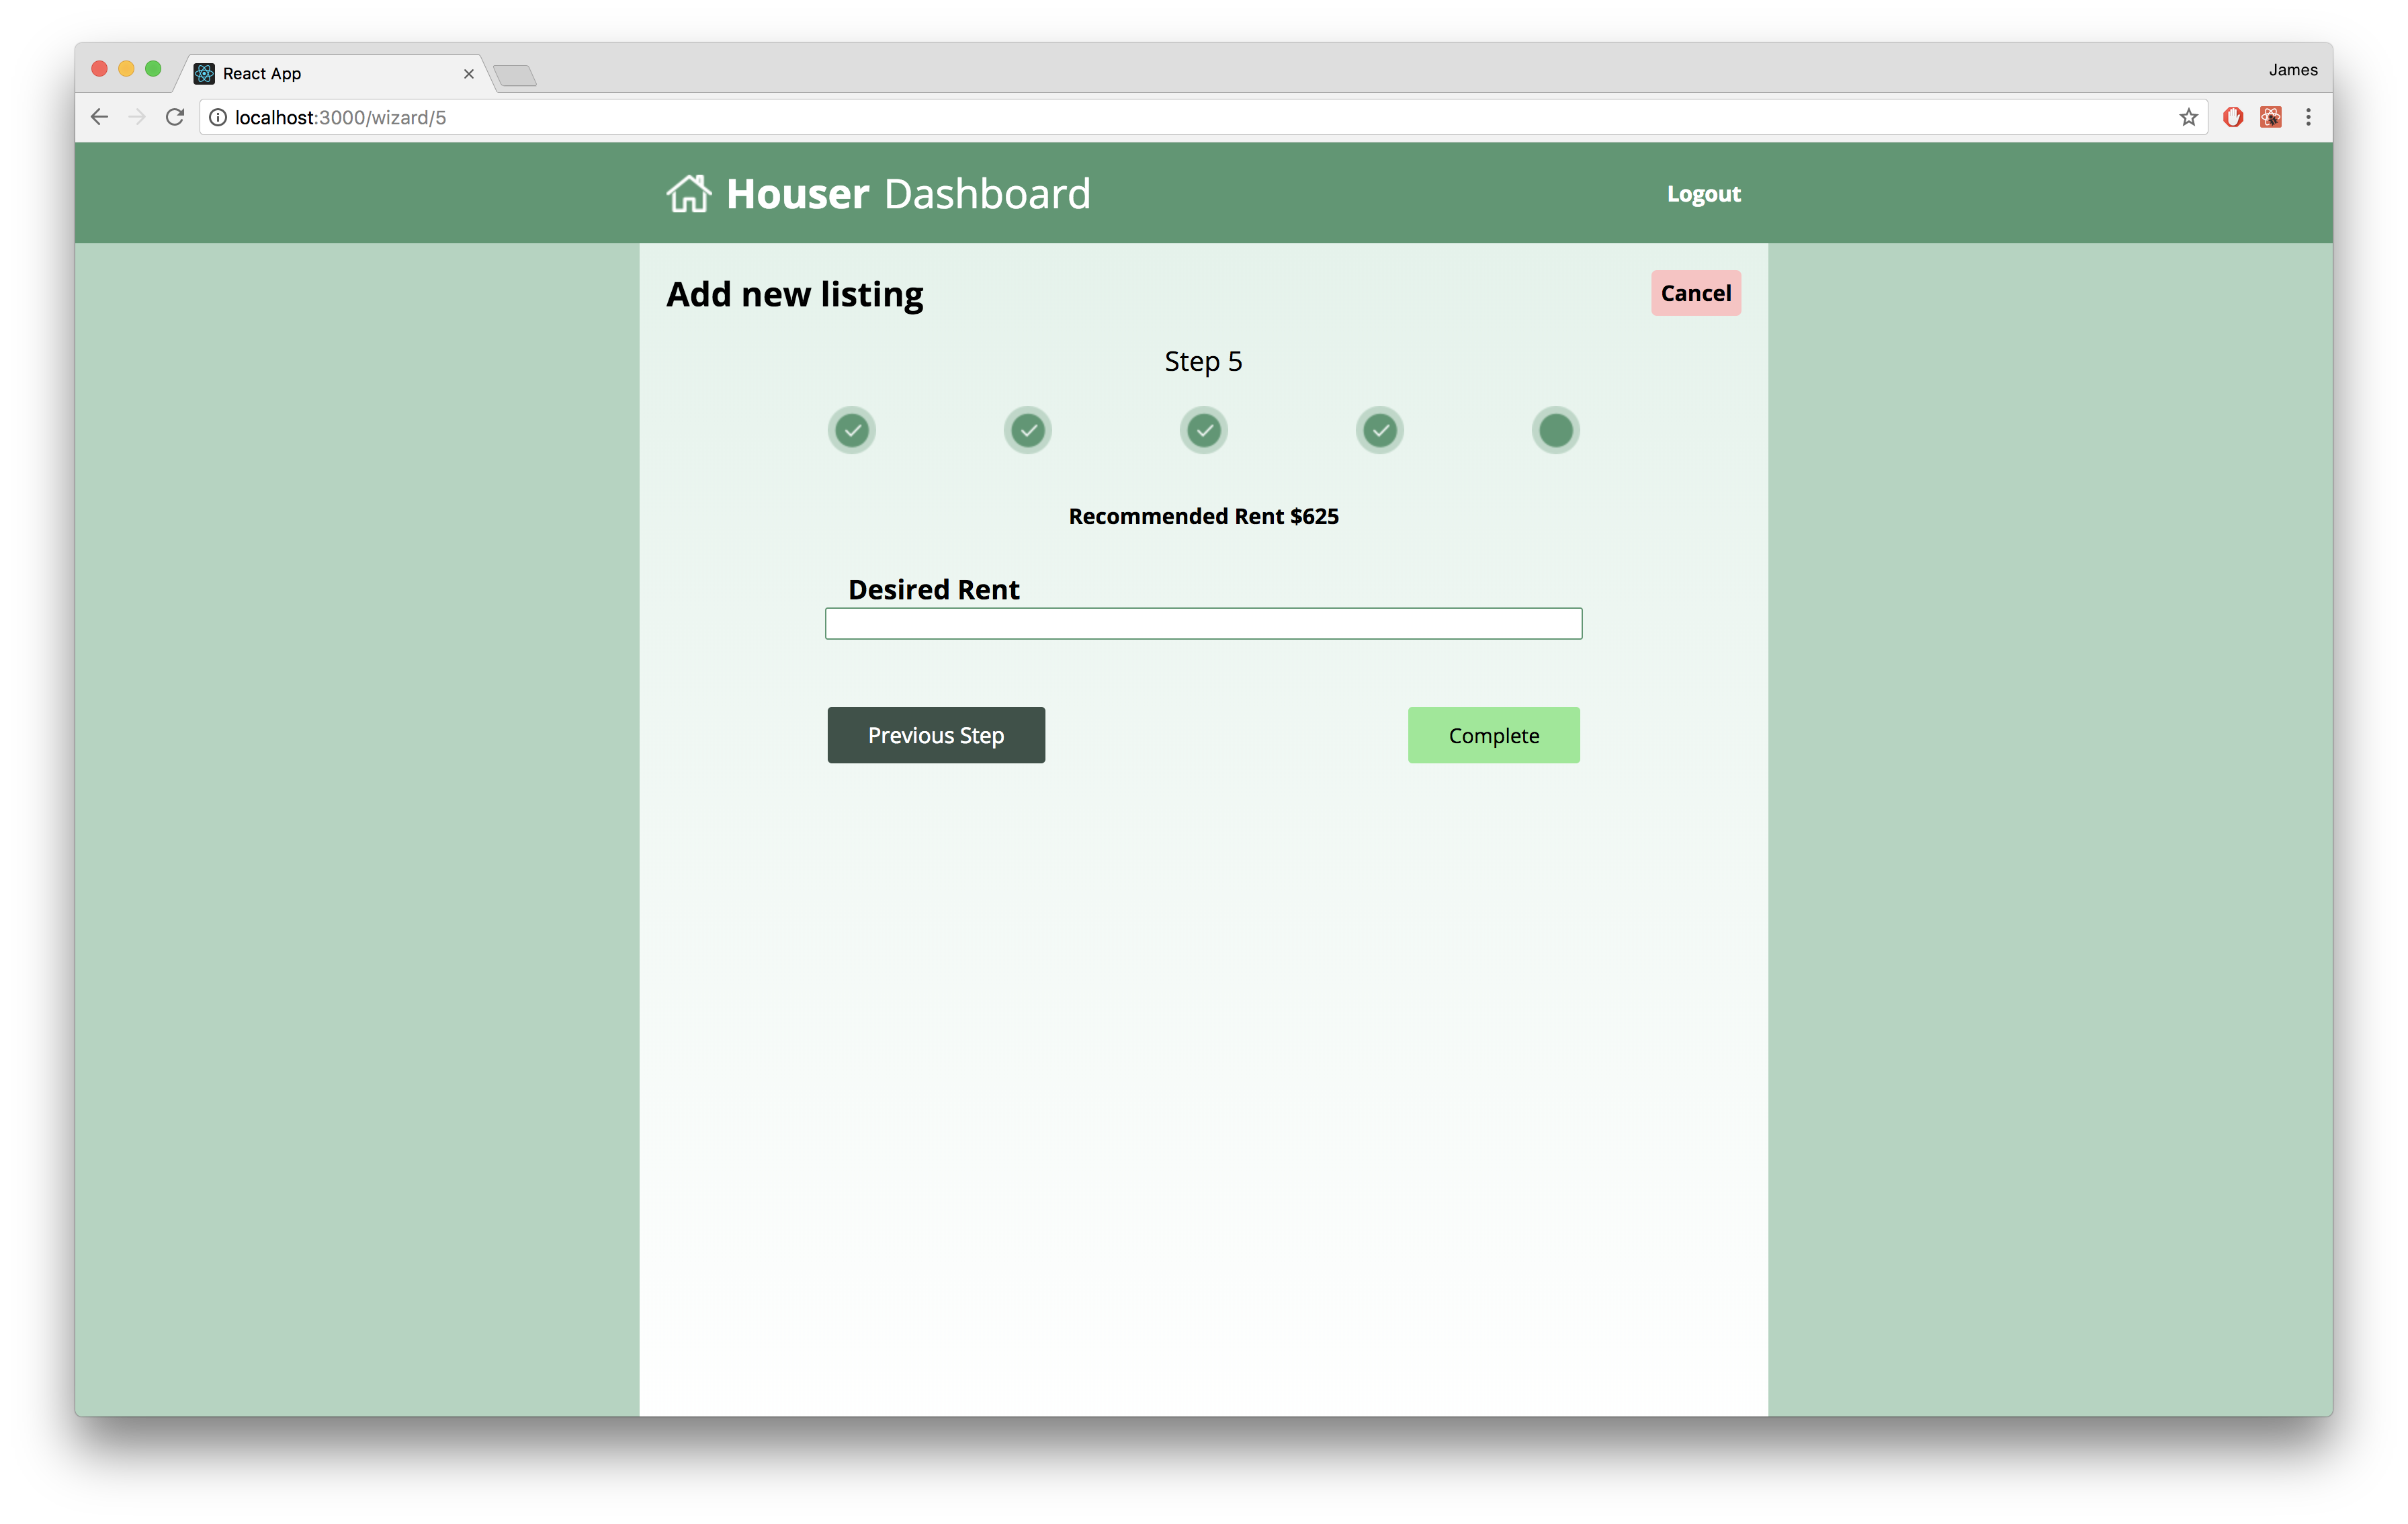 React App
James
localhost:3000/wizard/5
Houser Dashboard
Logout
Add new listing
Cancel
Step 5
Recommended Rent $625
Desired Rent
Previous Step
Complete